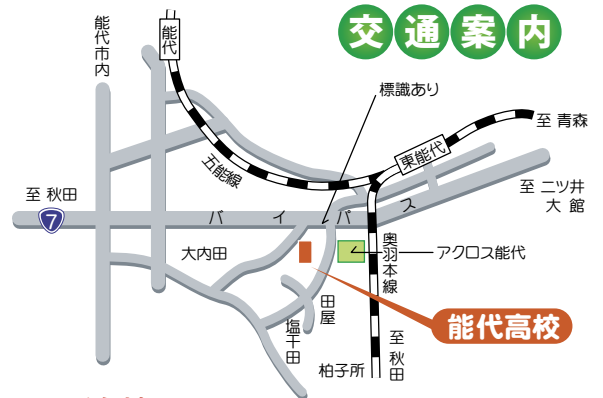 交通案内
能代市内
能代
標識あり
至 青森
東能代
五能線
至 秋田
7
バイパス
至 二ツ井
大館
大内田
奥羽本線
アクロス能代
田屋
塩干田
能代高校
至 秋田
柏子所